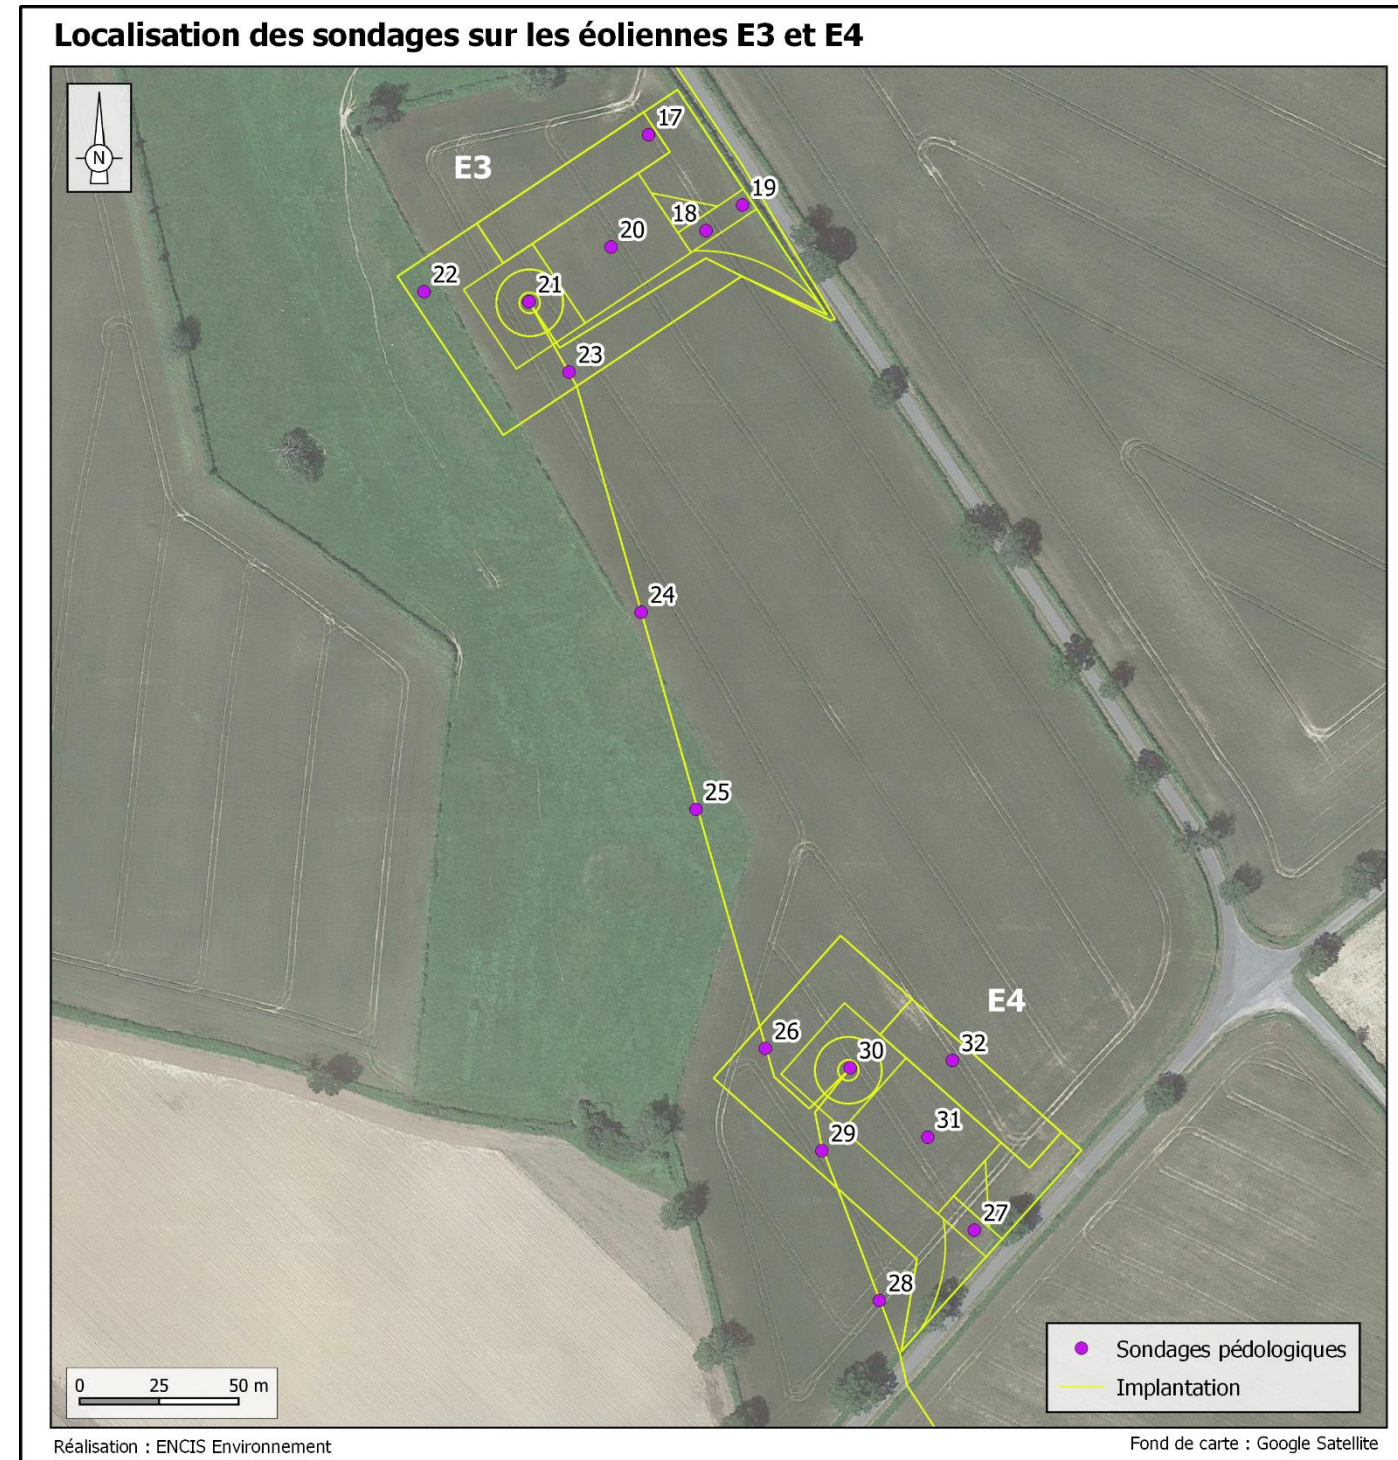 Localisation des sondages sur les éoliennes E3 et E4
N
17
E3
19
18
20
22
21
23
24
25
E4
26
30
32
31
29
27
28
Sondages pédologiques
Implantation
0 25 50 m
Réalisation : ENCIS Environnement
Fond de carte : Google Satellite